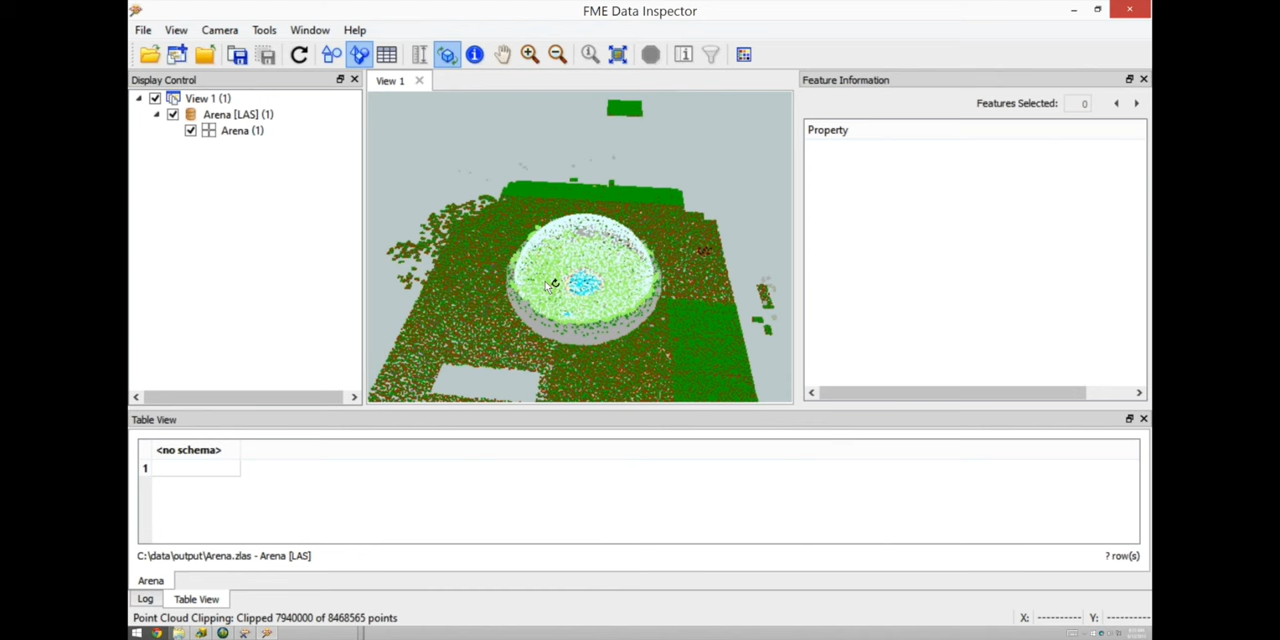 FME Data Inspector
File View Camera Tools Window Help
Display Control
View 1
Feature Information
View 1 (1)
Arena [LAS] (1)
Arena (1)
Features Selected: 0
Property
Table View
<no schema>
1
C:\data\output\Arena.zlas - Arena [LAS]
? row(s)
Arena
Log Table View
Point Cloud Clipping: Clipped 7940000 of 8468565 points
X: ---------- Y: ----------